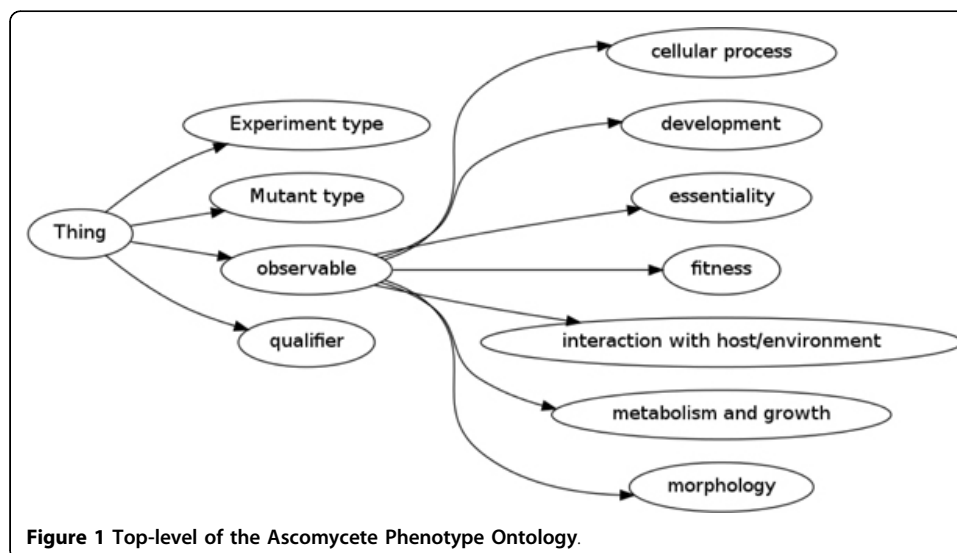 Thing
Experiment type
Mutant type
observable
qualifier
cellular process
development
essentiality
fitness
interaction with host/environment
metabolism and growth
morphology
Figure 1 Top-level of the Ascomycete Phenotype Ontology.